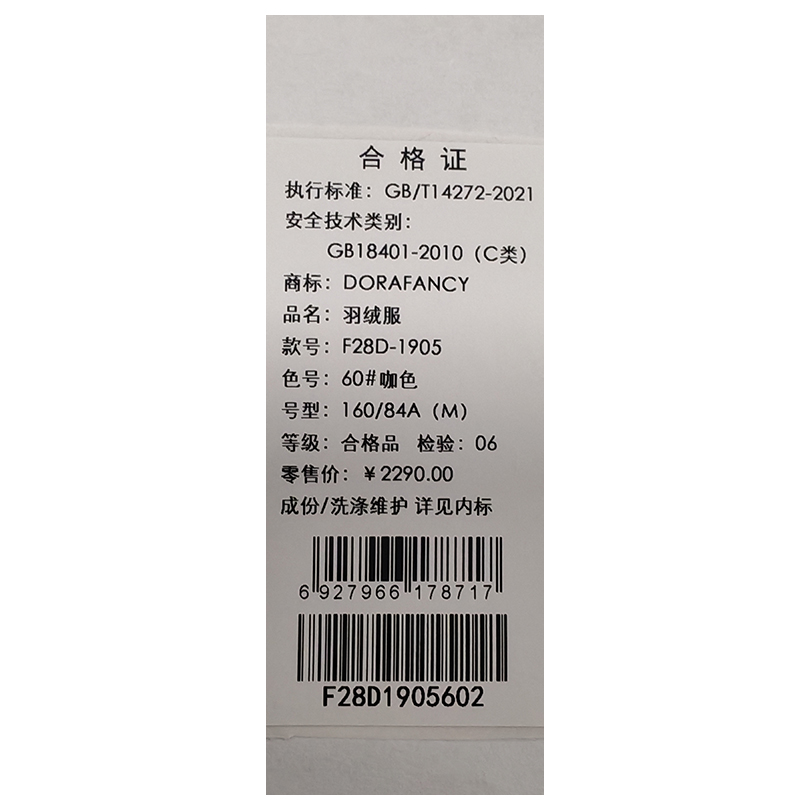 合格证
执行标准：GB/T14272-2021
安全技术类别：
GB18401-2010（C类）
商标：DORAFANCY
品名：羽绒服
款号：F28D-1905
色号：60#咖色
号型：160/84A（M）
等级：合格品 检验：06
零售价：￥2290.00
成份/洗涤维护 详见内标
6 927966 178717
F28D1905602